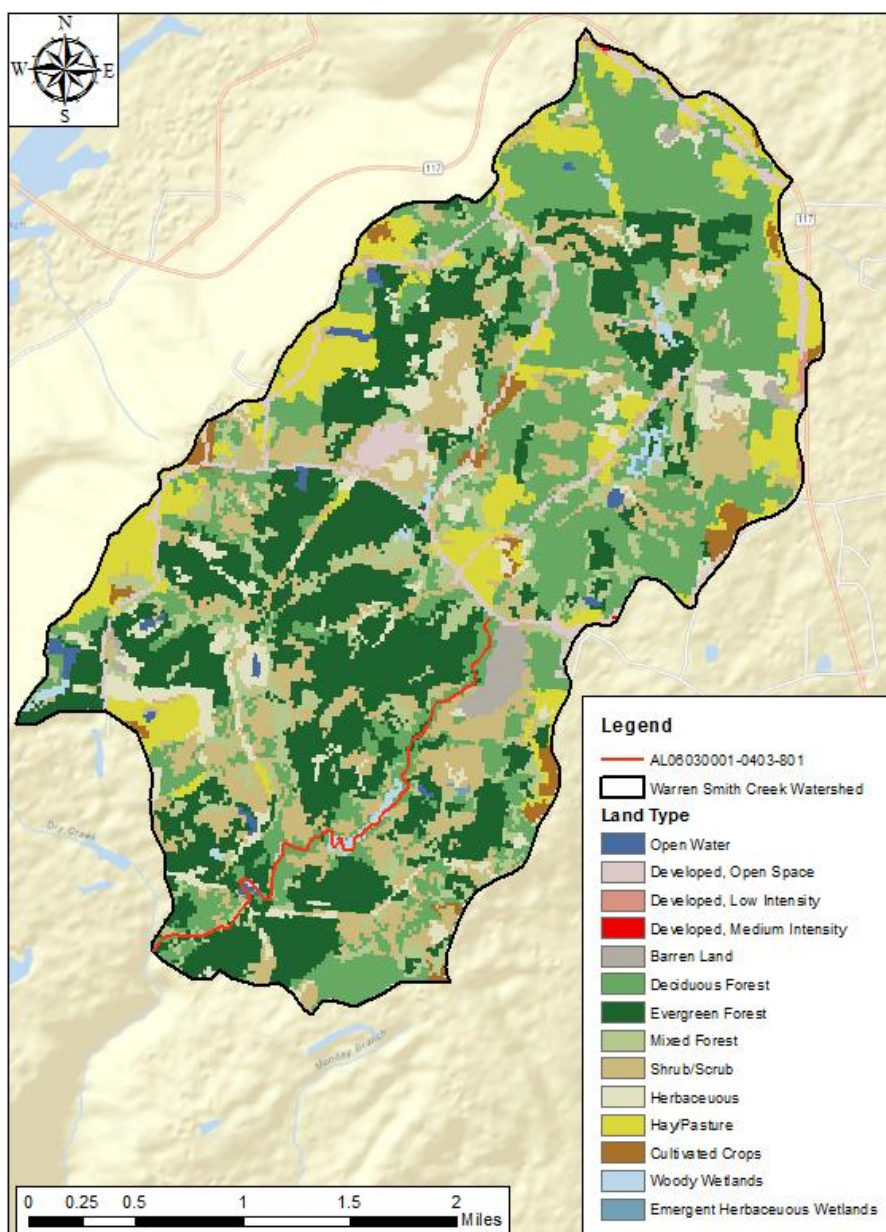 N
W E
S
117
117
Dry Creek
Monday Branch
Legend
AL06030001-0403-801
Warren Smith Creek Watershed
Land Type
Open Water
Developed, Open Space
Developed, Low Intensity
Developed, Medium Intensity
Barren Land
Deciduous Forest
Evergreen Forest
Mixed Forest
Shrub/Scrub
Herbaceuous
Hay/Pasture
Cultivated Crops
Woody Wetlands
Emergent Herbaceuous Wetlands
0 0.25 0.5 1 1.5 2
Miles